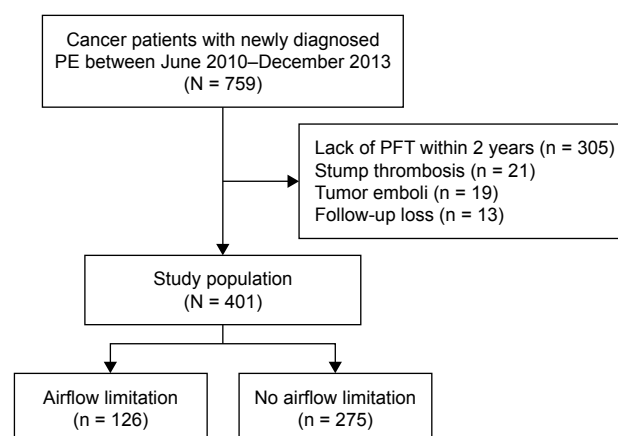 Cancer patients with newly diagnosed
PE between June 2010–December 2013
(N = 759)
Lack of PFT within 2 years (n = 305)
Stump thrombosis (n = 21)
Tumor emboli (n = 19)
Follow-up loss (n = 13)
Study population
(N = 401)
Airflow limitation
(n = 126)
No airflow limitation
(n = 275)